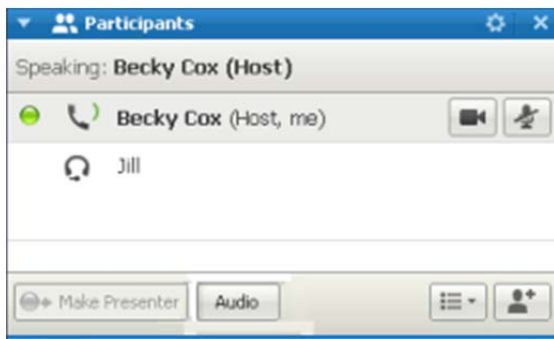 Participants
Speaking: Becky Cox (Host)
Becky Cox (Host, me)
Jill
Make Presenter Audio